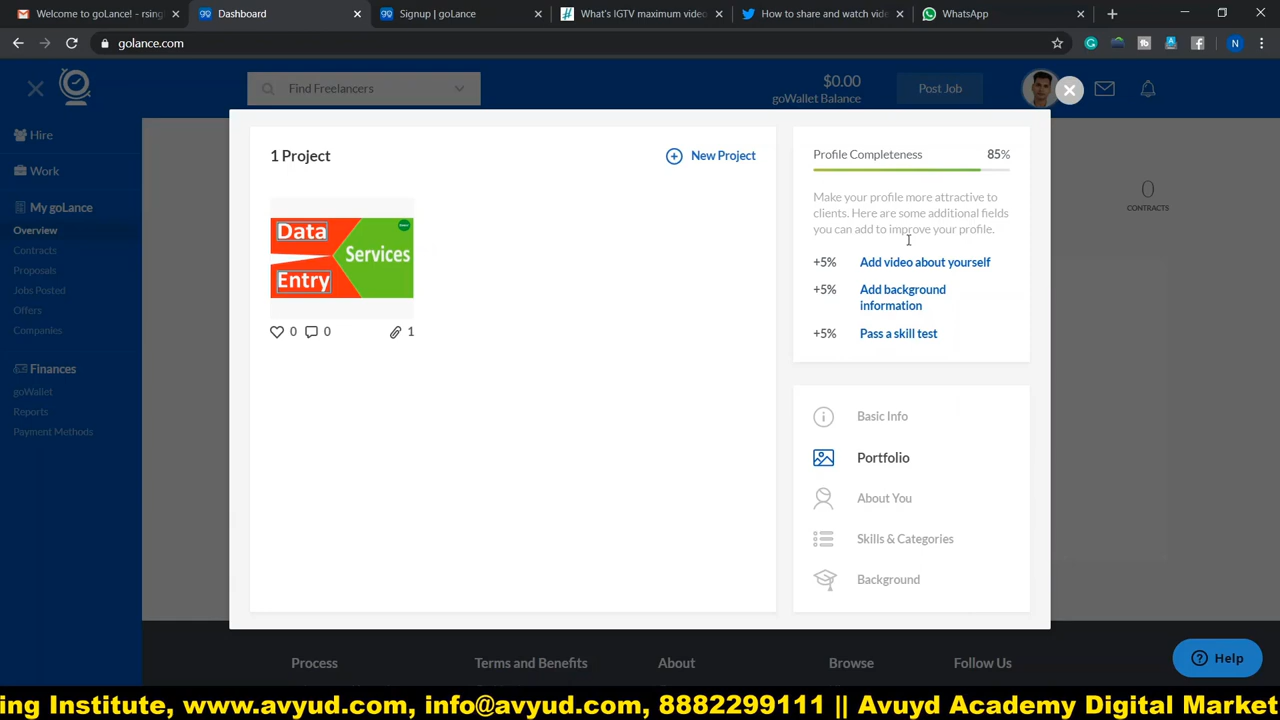 Welcome to goLance! - rsing
Dashboard
Signup | goLance
What's IGTV maximum video
How to share and watch vide
WhatsApp
golance.com
N
Find Freelancers
$0.00
goWallet Balance
Post Job
Hire
Work
My goLance
Overview
Contracts
Proposals
Jobs Posted
Offers
Companies
Finances
goWallet
Reports
Payment Methods
1 Project
New Project
Data
Entry
Services
0
0
1
Profile Completeness 85%
Make your profile more attractive to
clients. Here are some additional fields
you can add to improve your profile.
+5% Add video about yourself
+5% Add background
information
+5% Pass a skill test
Basic Info
Portfolio
About You
Skills & Categories
Background
0
CONTRACTS
Process
Terms and Benefits
About
Browse
Follow Us
Help
ing Institute, www.avyud.com, info@avyud.com, 8882299111 || Avuyd Academy Digital Market